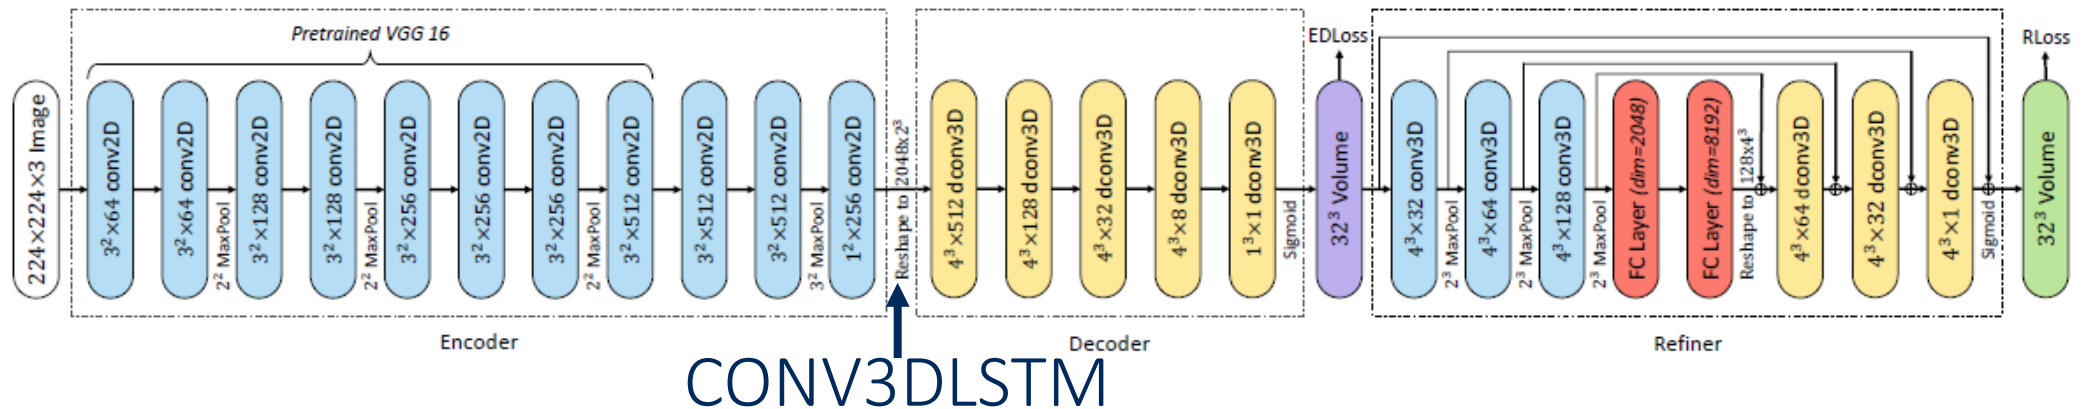 Pretrained VGG 16
224×224×3 Image
3²×64 conv2D
3²×64 conv2D
2² MaxPool
3²×128 conv2D
3²×128 conv2D
2² MaxPool
3²×256 conv2D
3²×256 conv2D
3²×256 conv2D
2² MaxPool
3²×512 conv2D
3²×512 conv2D
3²×512 conv2D
3² MaxPool
1²×256 conv2D
Encoder
Reshape to 2048x2³
CONV3DLSTM
4³×512 dconv3D
4³×128 dconv3D
4³×32 dconv3D
4³×8 dconv3D
1³×1 dconv3D
Sigmoid
Decoder
EDLoss
32³ Volume
4³×32 conv3D
2³ MaxPool
4³×64 conv3D
2³ MaxPool
4³×128 conv3D
2³ MaxPool
FC Layer (dim=2048)
FC Layer (dim=8192)
Reshape to 128x4³
4³×64 dconv3D
4³×32 dconv3D
4³×1 dconv3D
Sigmoid
Refiner
RLoss
32³ Volume